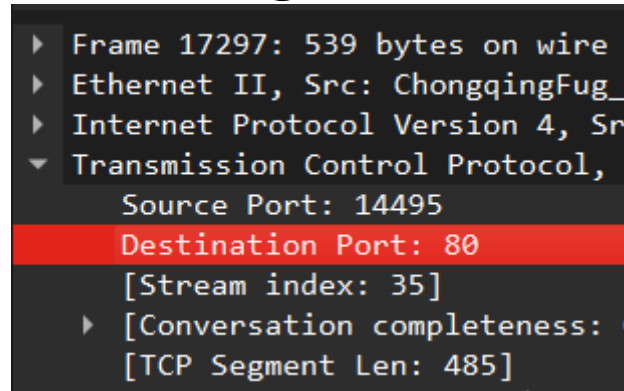 Frame 17297: 539 bytes on wire
Ethernet II, Src: ChongqingFug_
Internet Protocol Version 4, Sr
Transmission Control Protocol,
Source Port: 14495
Destination Port: 80
[Stream index: 35]
[Conversation completeness:
[TCP Segment Len: 485]